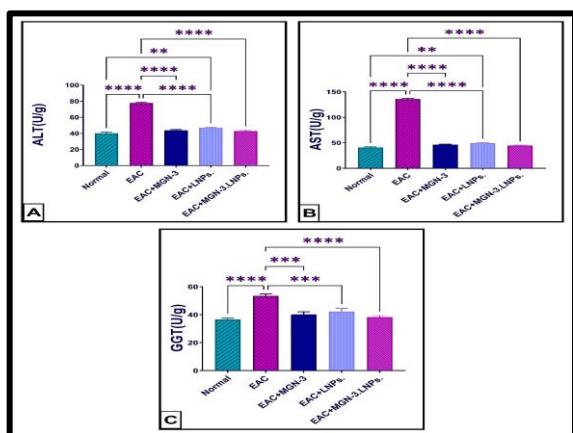 ****
**
****
**** ****
100
80
60
40
20
0
ALT(U/g)
Normal
EAC
EAC+MGN-3
EAC+LNPs.
EAC+MGN-3.LNPs.
A
****
**
****
**** ****
150
100
50
0
AST(U/g)
Normal
EAC
EAC+MGN-3
EAC+LNPs.
EAC+MGN-3.LNPs.
B
****
***
**** ***
60
40
20
0
GGT(U/g)
Normal
EAC
EAC+MGN-3
EAC+LNPs.
EAC+MGN-3.LNPs.
C